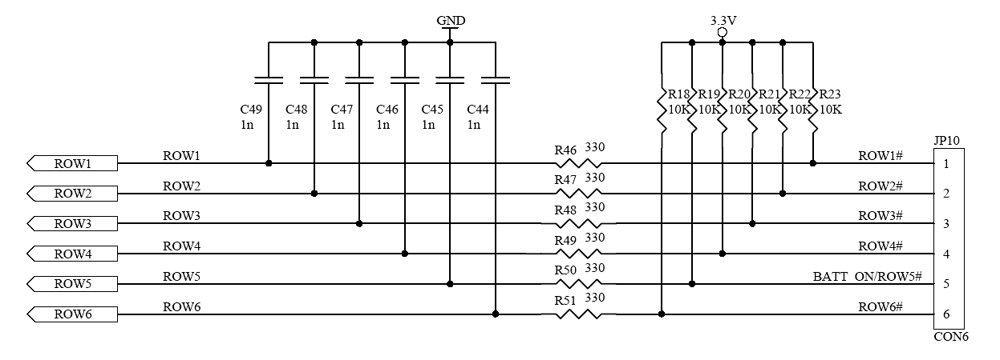 GND
3.3V
C49
1n
C48
1n
C47
1n
C46
1n
C45
1n
C44
1n
R18
10K
R19
10K
R20
10K
R21
10K
R22
10K
R23
10K
JP10
ROW1
ROW1
R46 330
ROW1#
1
ROW2
ROW2
R47 330
ROW2#
2
ROW3
ROW3
R48 330
ROW3#
3
ROW4
ROW4
R49 330
ROW4#
4
ROW5
ROW5
R50 330
BATT ON/ROW5#
5
ROW6
ROW6
R51 330
ROW6#
6
CON6